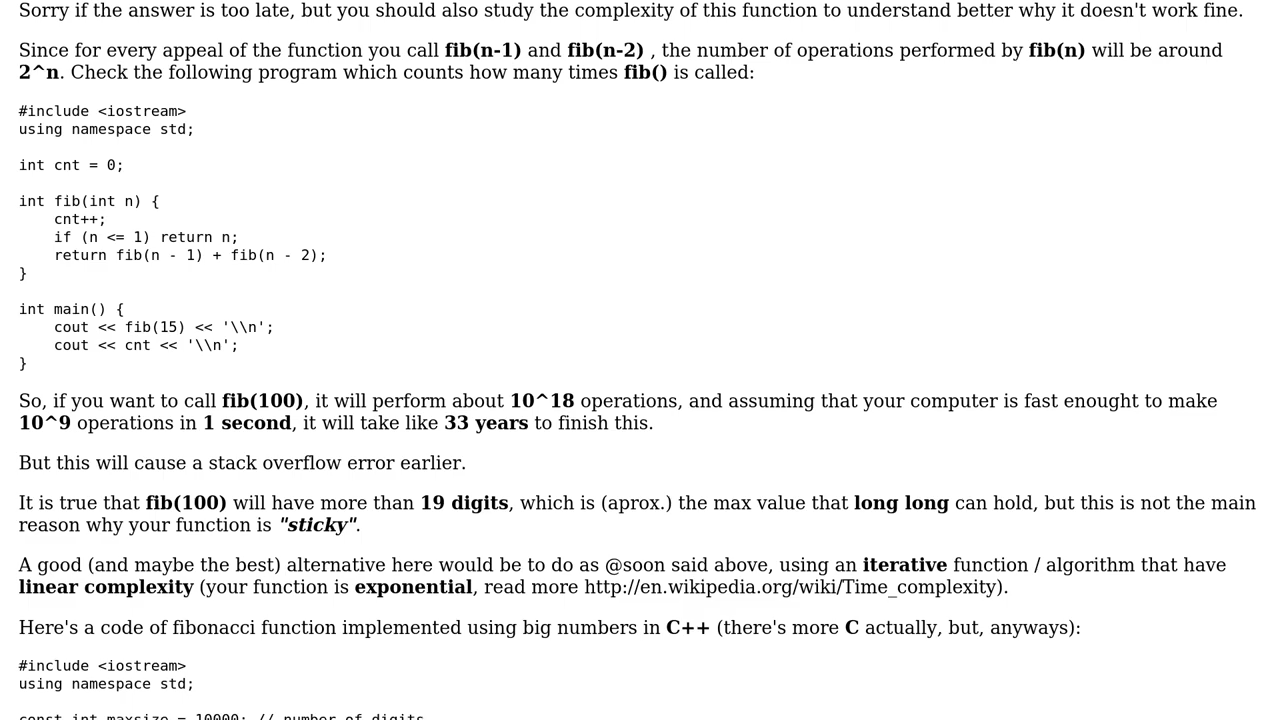 Sorry if the answer is too late, but you should also study the complexity of this function to understand better why it doesn't work fine.
Since for every appeal of the function you call fib(n-1) and fib(n-2) , the number of operations performed by fib(n) will be around
2^n. Check the following program which counts how many times fib() is called:
#include <iostream>
using namespace std;
int cnt = 0;
int fib(int n) {
    cnt++;
    if (n <= 1) return n;
    return fib(n - 1) + fib(n - 2);
}
int main() {
    cout << fib(15) << '\\n';
    cout << cnt << '\\n';
}
So, if you want to call fib(100), it will perform about 10^18 operations, and assuming that your computer is fast enought to make
10^9 operations in 1 second, it will take like 33 years to finish this.
But this will cause a stack overflow error earlier.
It is true that fib(100) will have more than 19 digits, which is (aprox.) the max value that long long can hold, but this is not the main
reason why your function is "sticky".
A good (and maybe the best) alternative here would be to do as @soon said above, using an iterative function / algorithm that have
linear complexity (your function is exponential, read more http://en.wikipedia.org/wiki/Time_complexity).
Here's a code of fibonacci function implemented using big numbers in C++ (there's more C actually, but, anyways):
#include <iostream>
using namespace std;
const int maxsize = 10000; // number of digits